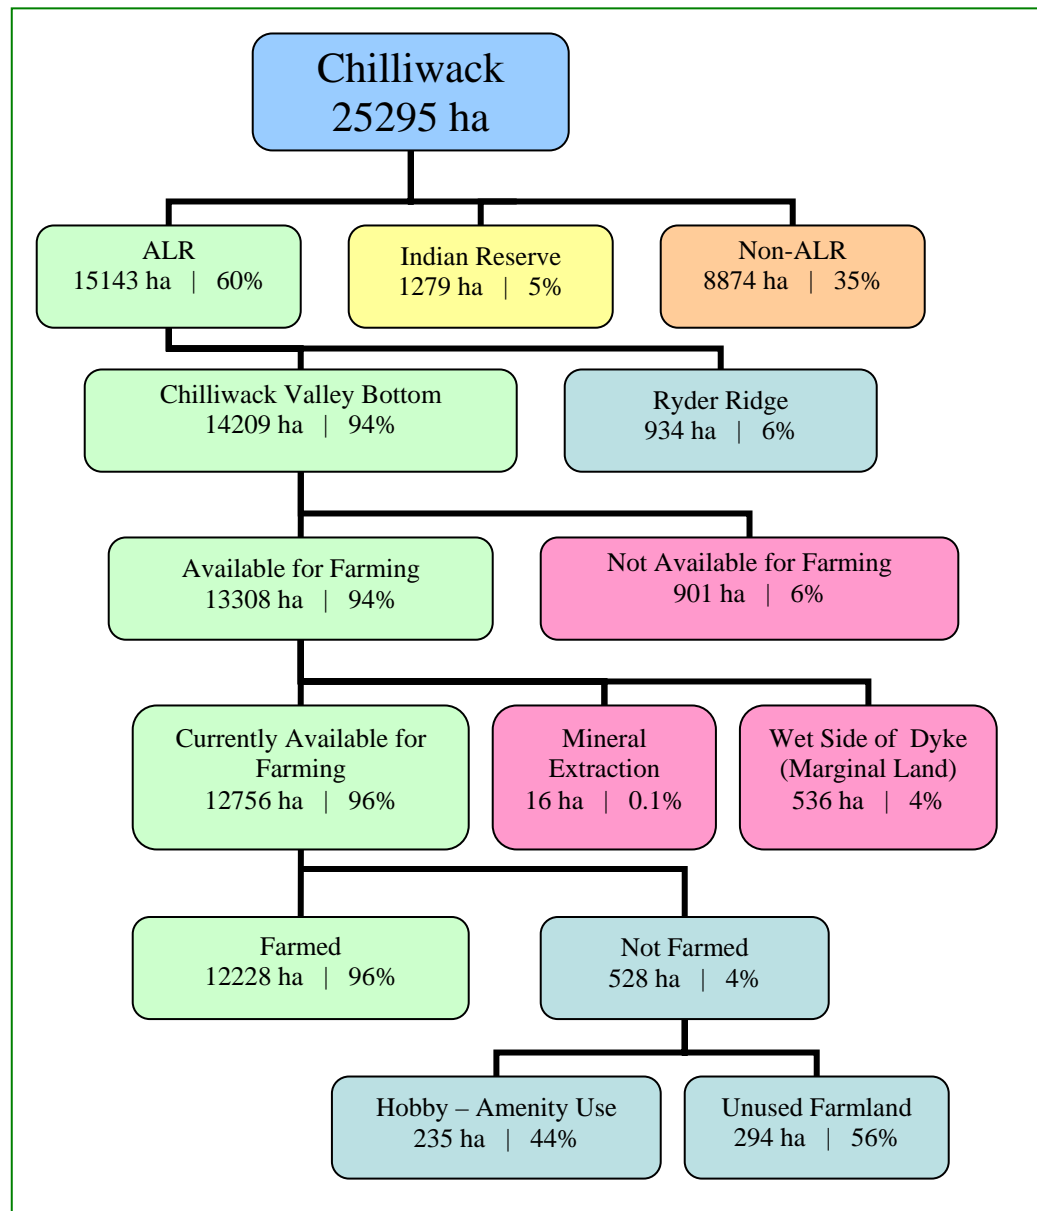 Chilliwack
25295 ha
ALR
15143 ha | 60%
Indian Reserve
1279 ha | 5%
Non-ALR
8874 ha | 35%
Chilliwack Valley Bottom
14209 ha | 94%
Ryder Ridge
934 ha | 6%
Available for Farming
13308 ha | 94%
Not Available for Farming
901 ha | 6%
Currently Available for
Farming
12756 ha | 96%
Mineral
Extraction
16 ha | 0.1%
Wet Side of Dyke
(Marginal Land)
536 ha | 4%
Farmed
12228 ha | 96%
Not Farmed
528 ha | 4%
Hobby – Amenity Use
235 ha | 44%
Unused Farmland
294 ha | 56%